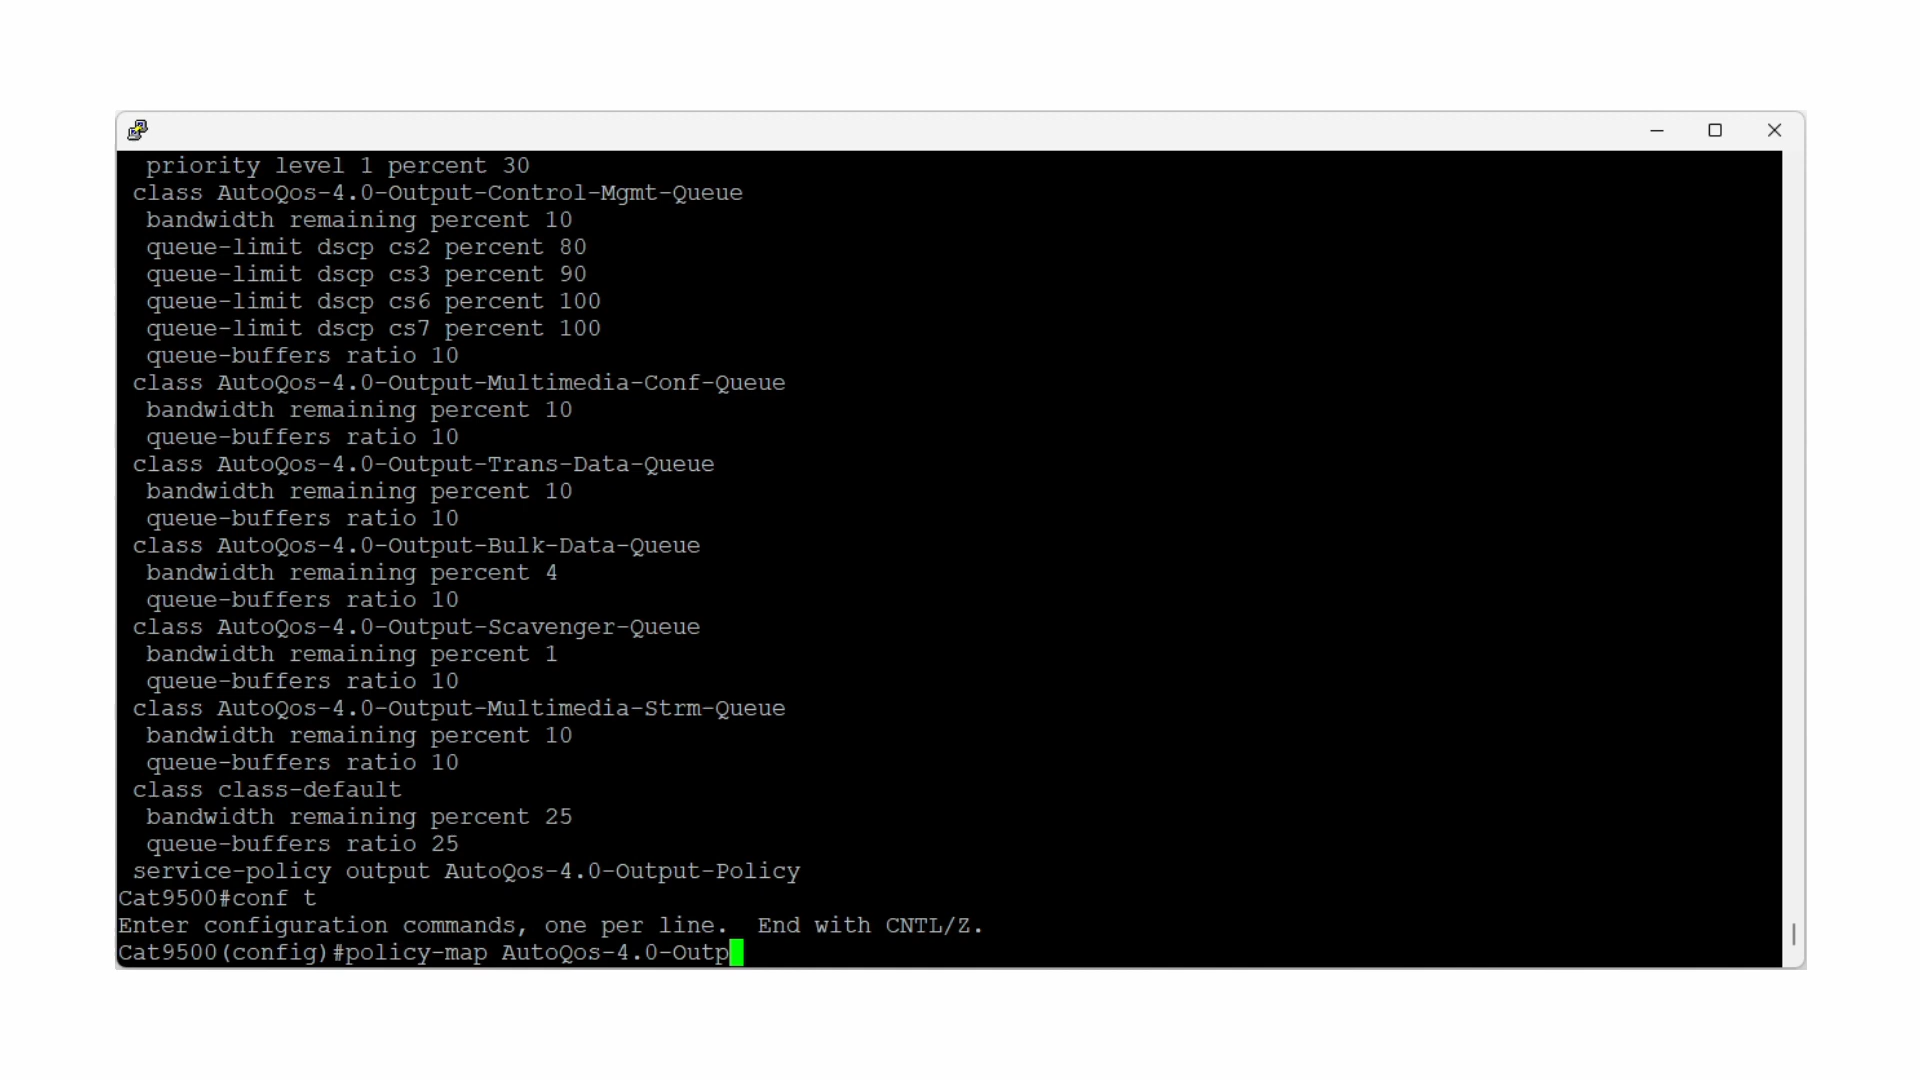 priority level 1 percent 30
class AutoQos-4.0-Output-Control-Mgmt-Queue
bandwidth remaining percent 10
queue-limit dscp cs2 percent 80
queue-limit dscp cs3 percent 90
queue-limit dscp cs6 percent 100
queue-limit dscp cs7 percent 100
queue-buffers ratio 10
class AutoQos-4.0-Output-Multimedia-Conf-Queue
bandwidth remaining percent 10
queue-buffers ratio 10
class AutoQos-4.0-Output-Trans-Data-Queue
bandwidth remaining percent 10
queue-buffers ratio 10
class AutoQos-4.0-Output-Bulk-Data-Queue
bandwidth remaining percent 4
queue-buffers ratio 10
class AutoQos-4.0-Output-Scavenger-Queue
bandwidth remaining percent 1
queue-buffers ratio 10
class AutoQos-4.0-Output-Multimedia-Strm-Queue
bandwidth remaining percent 10
queue-buffers ratio 10
class class-default
bandwidth remaining percent 25
queue-buffers ratio 25
service-policy output AutoQos-4.0-Output-Policy
Cat9500#conf t
Enter configuration commands, one per line.  End with CNTL/Z.
Cat9500(config)#policy-map AutoQos-4.0-Outp